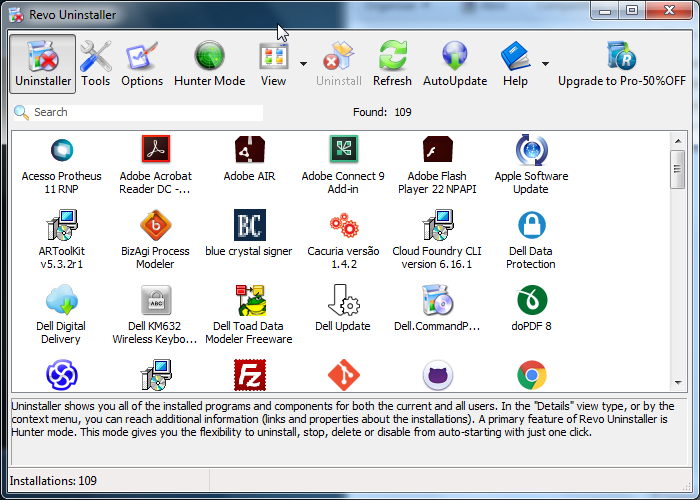 Revo Uninstaller
Uninstaller Tools Options Hunter Mode View Uninstall Refresh AutoUpdate Help Upgrade to Pro-50%OFF
Search Found: 109
Acesso Protheus 11 RNP
Adobe Acrobat Reader DC -...
Adobe AIR
Adobe Connect 9 Add-in
Adobe Flash Player 22 NPAPI
Apple Software Update
ARToolKit v5.3.2r1
BizAgi Process Modeler
BC
blue crystal signer
Cacuria versão 1.4.2
Cloud Foundry CLI version 6.16.1
Dell Data Protection
Dell Digital Delivery
ABC
Dell KM632 Wireless Keybo...
Dell Toad Data Modeler Freeware
Dell Update
Dell.CommandP...
doPDF 8
FZ
Uninstaller shows you all of the installed programs and components for both the current and all users. In the "Details" view type, or by the
context menu, you can reach additional information (links and properties about the installations). A primary feature of Revo Uninstaller is
Hunter mode. This mode gives you the flexibility to uninstall, stop, delete or disable from auto-starting with just one click.
Installations: 109